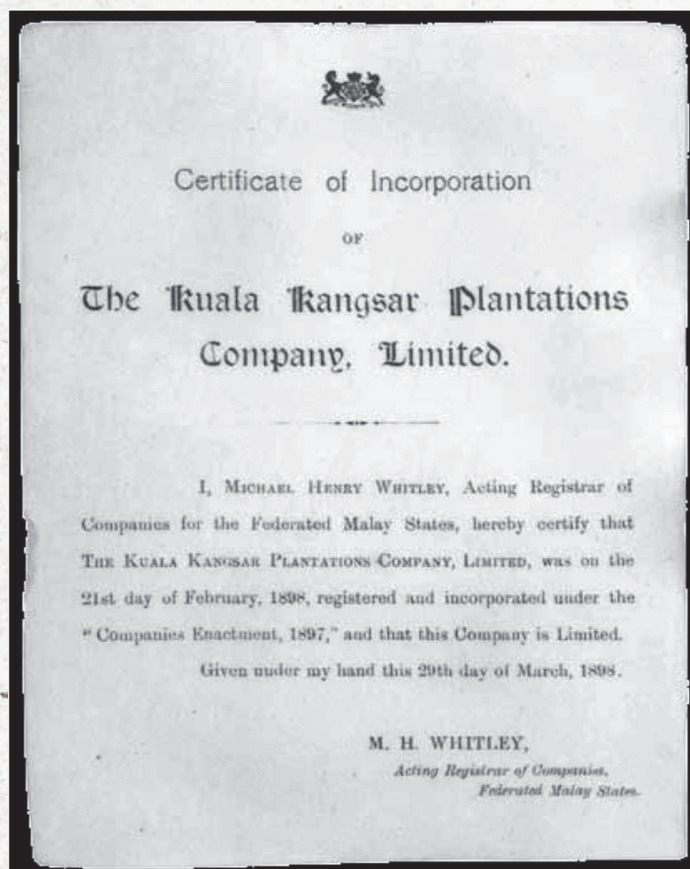 Certificate of Incorporation
OF
The Kuala Kangsar Plantations
Company, Limited.
I, MICHAEL HENRY WHITLEY, Acting Registrar of
Companies for the Federated Malay States, hereby certify that
THE KUALA KANGSAR PLANTATIONS COMPANY, LIMITED, was on the
21st day of February, 1898, registered and incorporated under the
"Companies Enactment, 1897," and that this Company is Limited.
Given under my hand this 29th day of March, 1898.
M. H. WHITLEY,
Acting Registrar of Companies,
Federated Malay States.